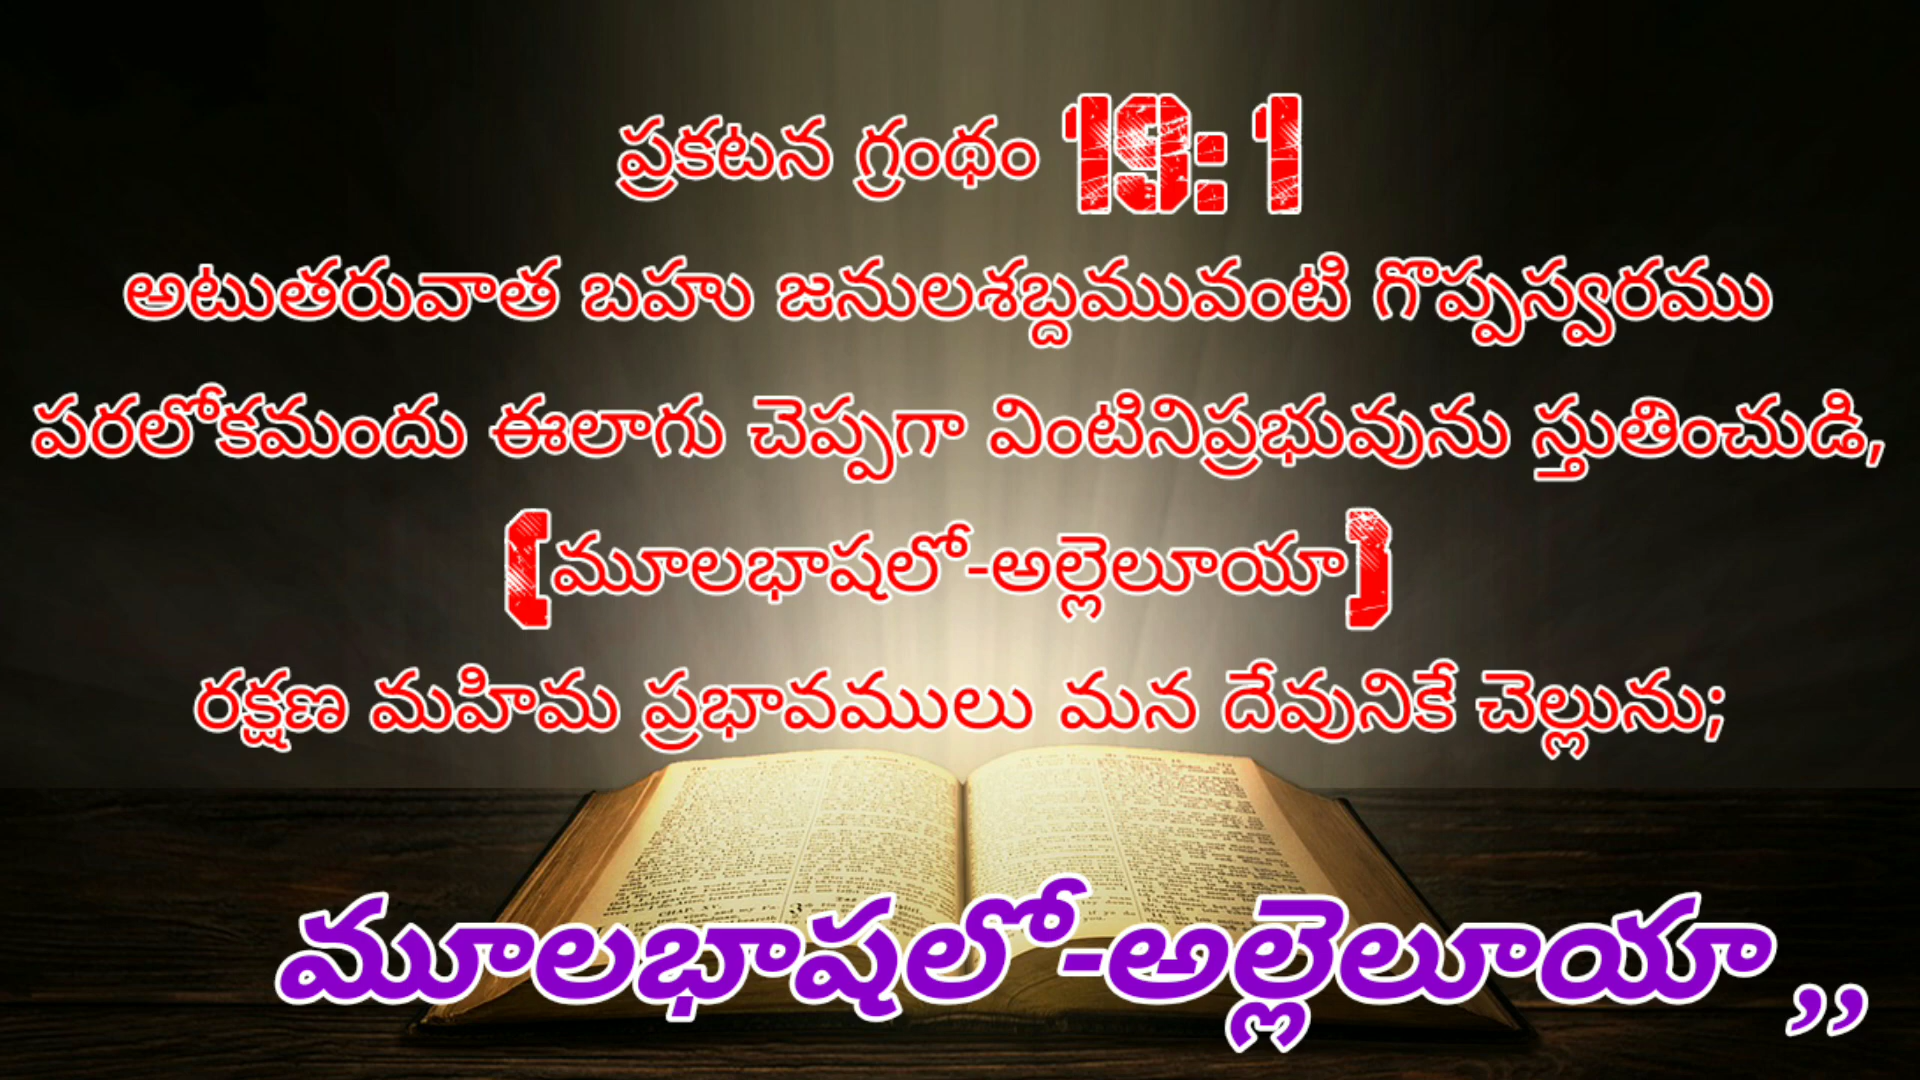 ప్రకటన గ్రంథం 19: 1
అటుతరువాత బహు జనులశబ్దమువంటి గొప్పస్వరము
పరలోకమందు ఈలాగు చెప్పగా వింటినిప్రభువును స్తుతించుడి,
(మూలభాషలో-అల్లెలూయా)
రక్షణ మహిమ ప్రభావములు మన దేవునికే చెల్లును;
మూలభాషలో-అల్లెలూయా,,